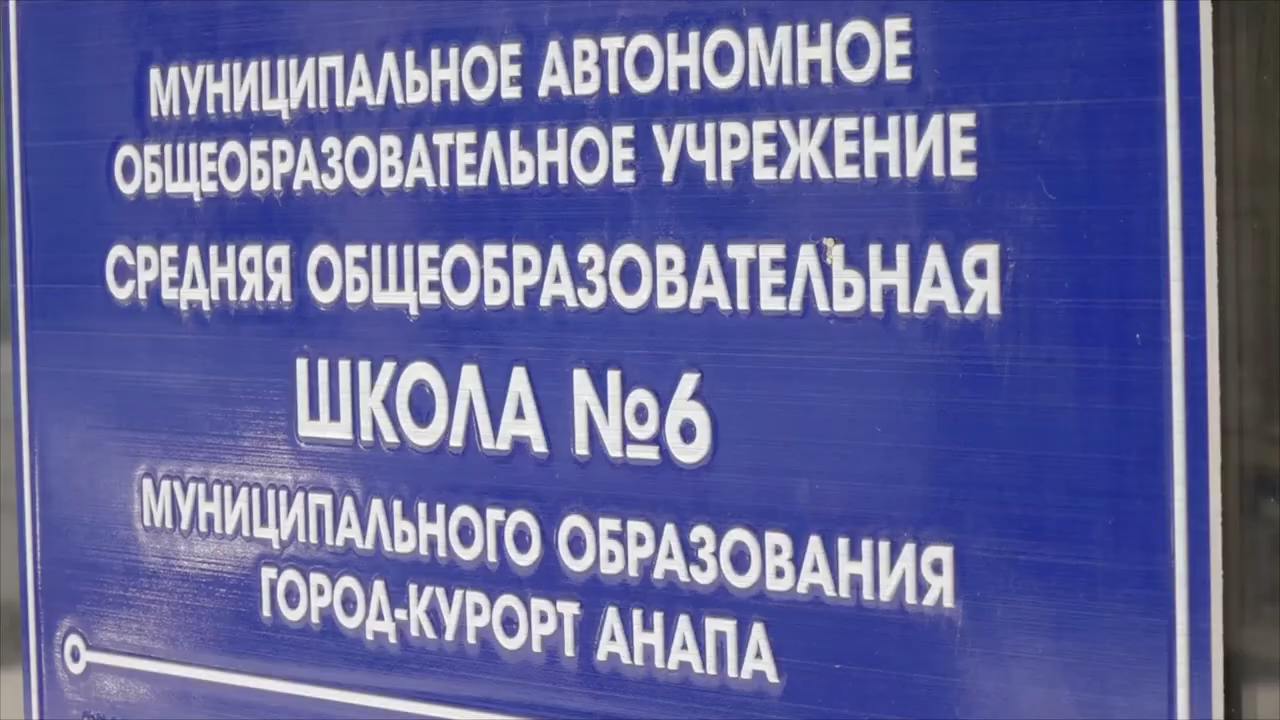 МУНИЦИПАЛЬНОЕ АВТОНОМНОЕ
ОБЩЕОБРАЗОВАТЕЛЬНОЕ УЧРЕЖЕНИЕ
СРЕДНЯЯ ОБЩЕОБРАЗОВАТЕЛЬНАЯ
ШКОЛА №6
МУНИЦИПАЛЬНОГО ОБРАЗОВАНИЯ
ГОРОД-КУРОРТ АНАПА